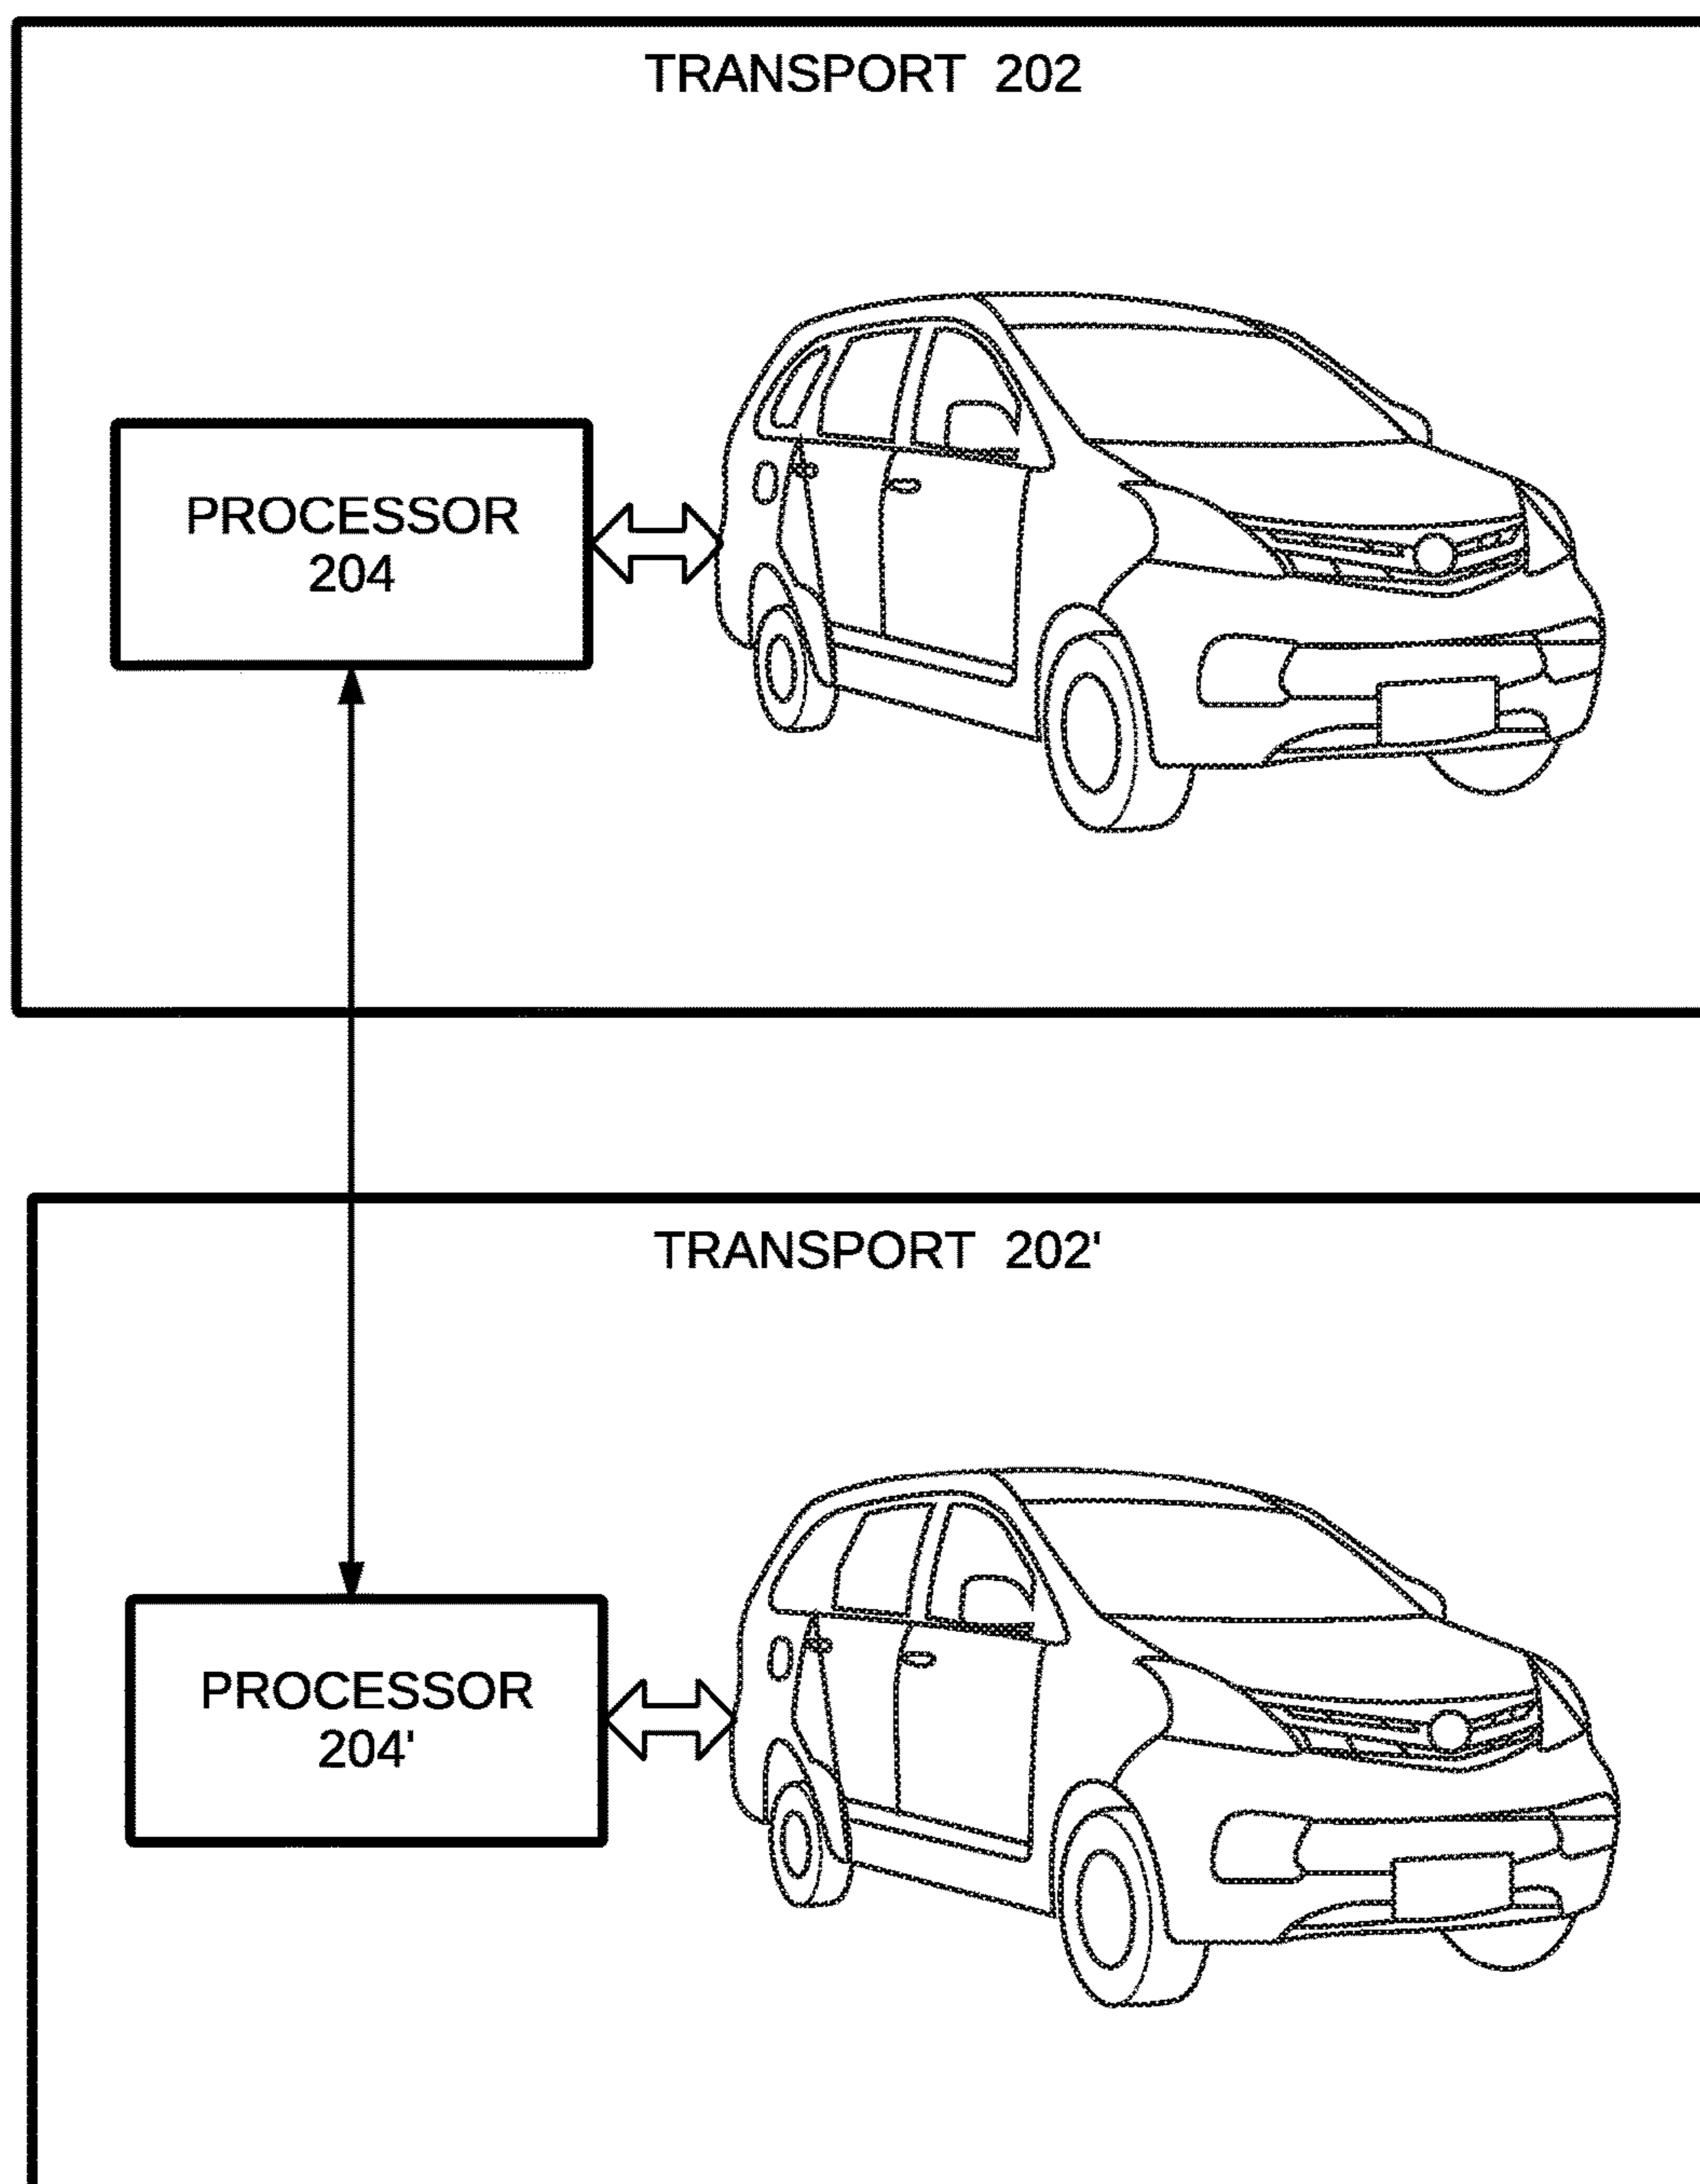 TRANSPORT 202
PROCESSOR
204
TRANSPORT 202'
PROCESSOR
204'